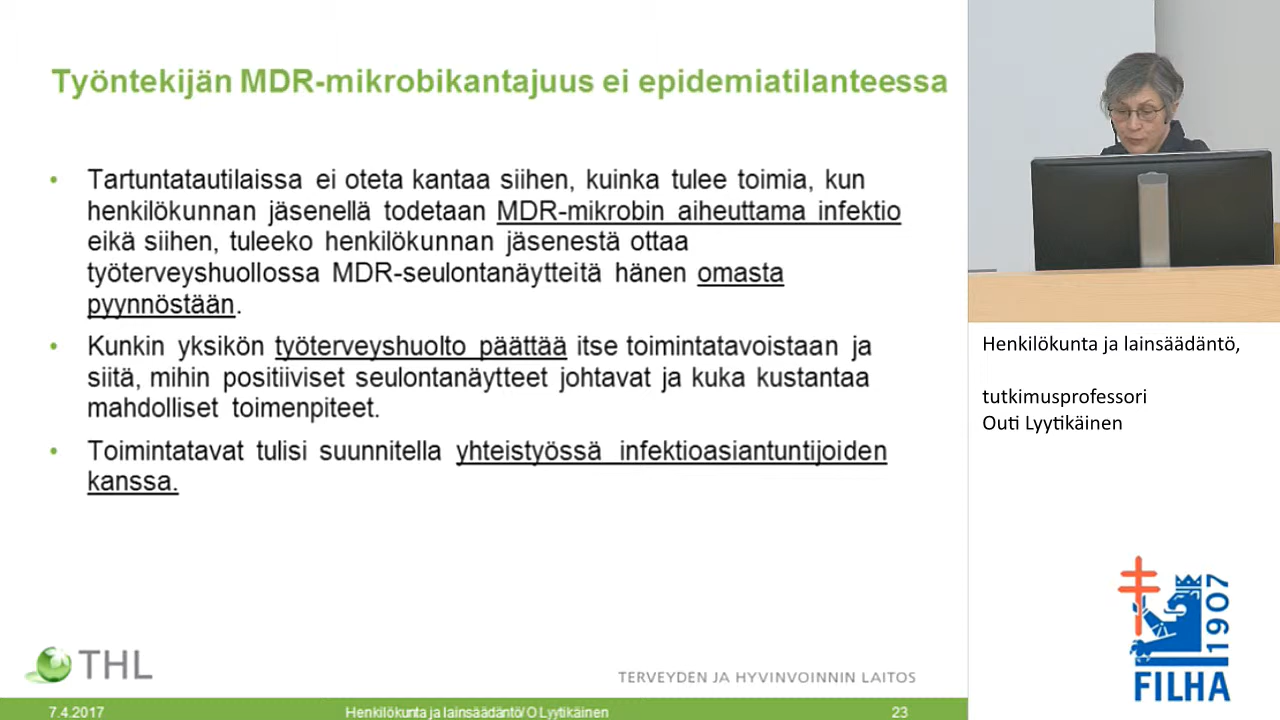 Työntekijän MDR-mikrobikantajuus ei epidemiatilanteessa
• Tartuntatautilaissa ei oteta kantaa siihen, kuinka tulee toimia, kun
henkilökunnan jäsenellä todetaan MDR-mikrobin aiheuttama infektio
eikä siihen, tuleeko henkilökunnan jäsenestä ottaa
työterveyshuollossa MDR-seulontanäytteitä hänen omasta
pyynnöstään.
• Kunkin yksikön työterveyshuolto päättää itse toimintatavoistaan ja
siitä, mihin positiiviset seulontanäytteet johtavat ja kuka kustantaa
mahdolliset toimenpiteet.
• Toimintatavat tulisi suunnitella yhteistyössä infektioasiantuntijoiden
kanssa.
THL
TERVEYDEN JA HYVINVOINNIN LAITOS
7.4.2017
Henkilökunta ja lainsäädäntö/ O Lyytikäinen
23
Henkilökunta ja lainsäädäntö,
tutkimusprofessori
Outi Lyytikäinen
1907
FILHA